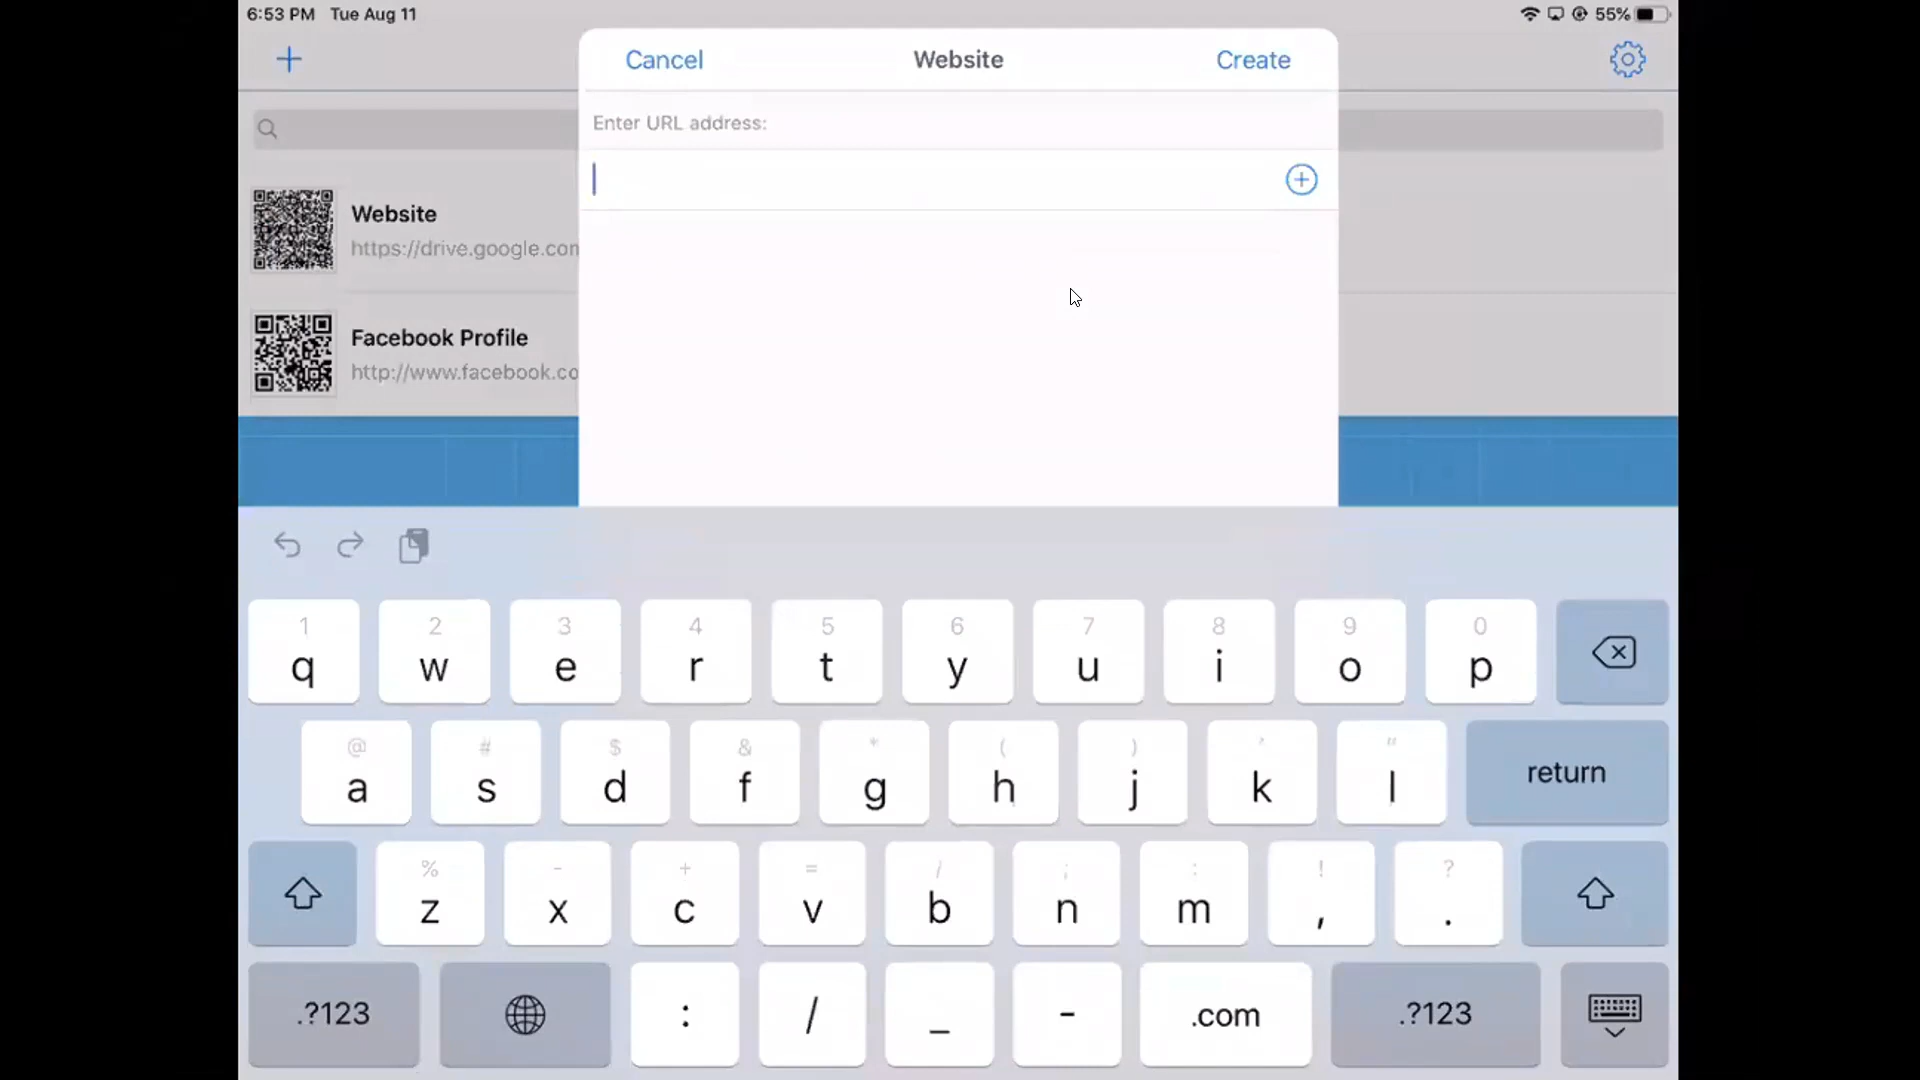 6:53 PM Tue Aug 11
55%
Cancel Website Create
Enter URL address:
Website
https://drive.google.com
Facebook Profile
http://www.facebook.co
1 2 3 4 5 6 7 8 9 0
q w e r t y u i o p
@ # $ & * ( ) ' "
a s d f g h j k l return
% - + = / ; : ! ?
z x c v b n m , .
.?123 : / _ - .com .?123